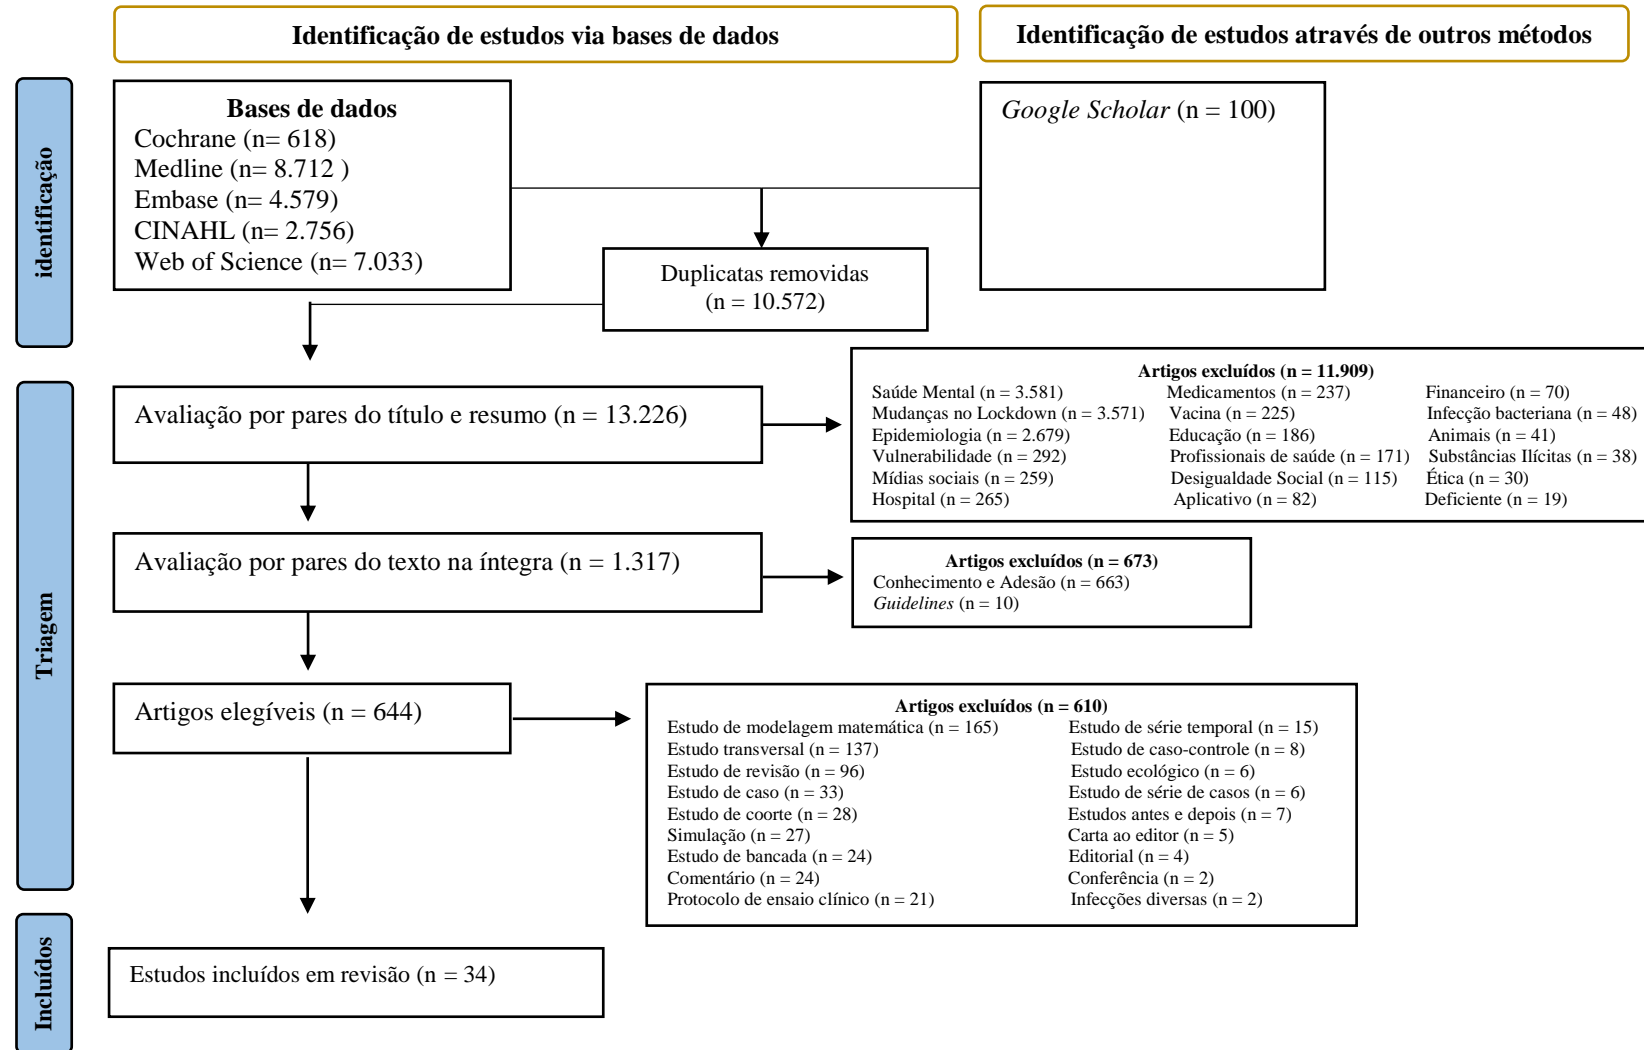 Identificação de estudos via bases de dados
Identificação de estudos através de outros métodos
identificação
Bases de dados
Cochrane (n= 618)
Medline (n= 8.712 )
Embase (n= 4.579)
CINAHL (n= 2.756)
Web of Science (n= 7.033)
Google Scholar (n = 100)
Duplicatas removidas
(n = 10.572)
Triagem
Avaliação por pares do título e resumo (n = 13.226)
Artigos excluídos (n = 11.909)
Saúde Mental (n = 3.581)
Mudanças no Lockdown (n = 3.571)
Epidemiologia (n = 2.679)
Vulnerabilidade (n = 292)
Mídias sociais (n = 259)
Hospital (n = 265)
Medicamentos (n = 237)
Vacina (n = 225)
Educação (n = 186)
Profissionais de saúde (n = 171)
Desigualdade Social (n = 115)
Aplicativo (n = 82)
Financeiro (n = 70)
Infecção bacteriana (n = 48)
Animais (n = 41)
Substâncias Ilícitas (n = 38)
Ética (n = 30)
Deficiente (n = 19)
Avaliação por pares do texto na íntegra (n = 1.317)
Artigos excluídos (n = 673)
Conhecimento e Adesão (n = 663)
Guidelines (n = 10)
Artigos elegíveis (n = 644)
Artigos excluídos (n = 610)
Estudo de modelagem matemática (n = 165)
Estudo transversal (n = 137)
Estudo de revisão (n = 96)
Estudo de caso (n = 33)
Estudo de coorte (n = 28)
Simulação (n = 27)
Estudo de bancada (n = 24)
Comentário (n = 24)
Protocolo de ensaio clínico (n = 21)
Estudo de série temporal (n = 15)
Estudo de caso-controle (n = 8)
Estudo ecológico (n = 6)
Estudo de série de casos (n = 6)
Estudos antes e depois (n = 7)
Carta ao editor (n = 5)
Editorial (n = 4)
Conferência (n = 2)
Infecções diversas (n = 2)
Incluídos
Estudos incluídos em revisão (n = 34)